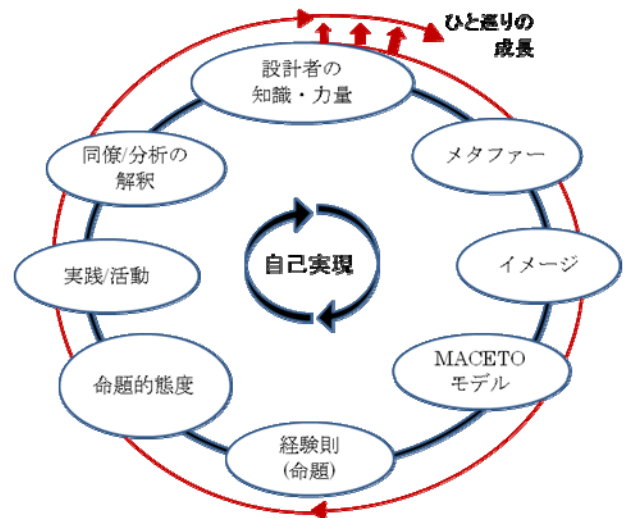 ひと巡りの
成長
設計者の
知識・力量
メタファー
イメージ
MACETO
モデル
経験則
(命題)
命題的態度
実践/活動
同僚/分析の
解釈
自己実現